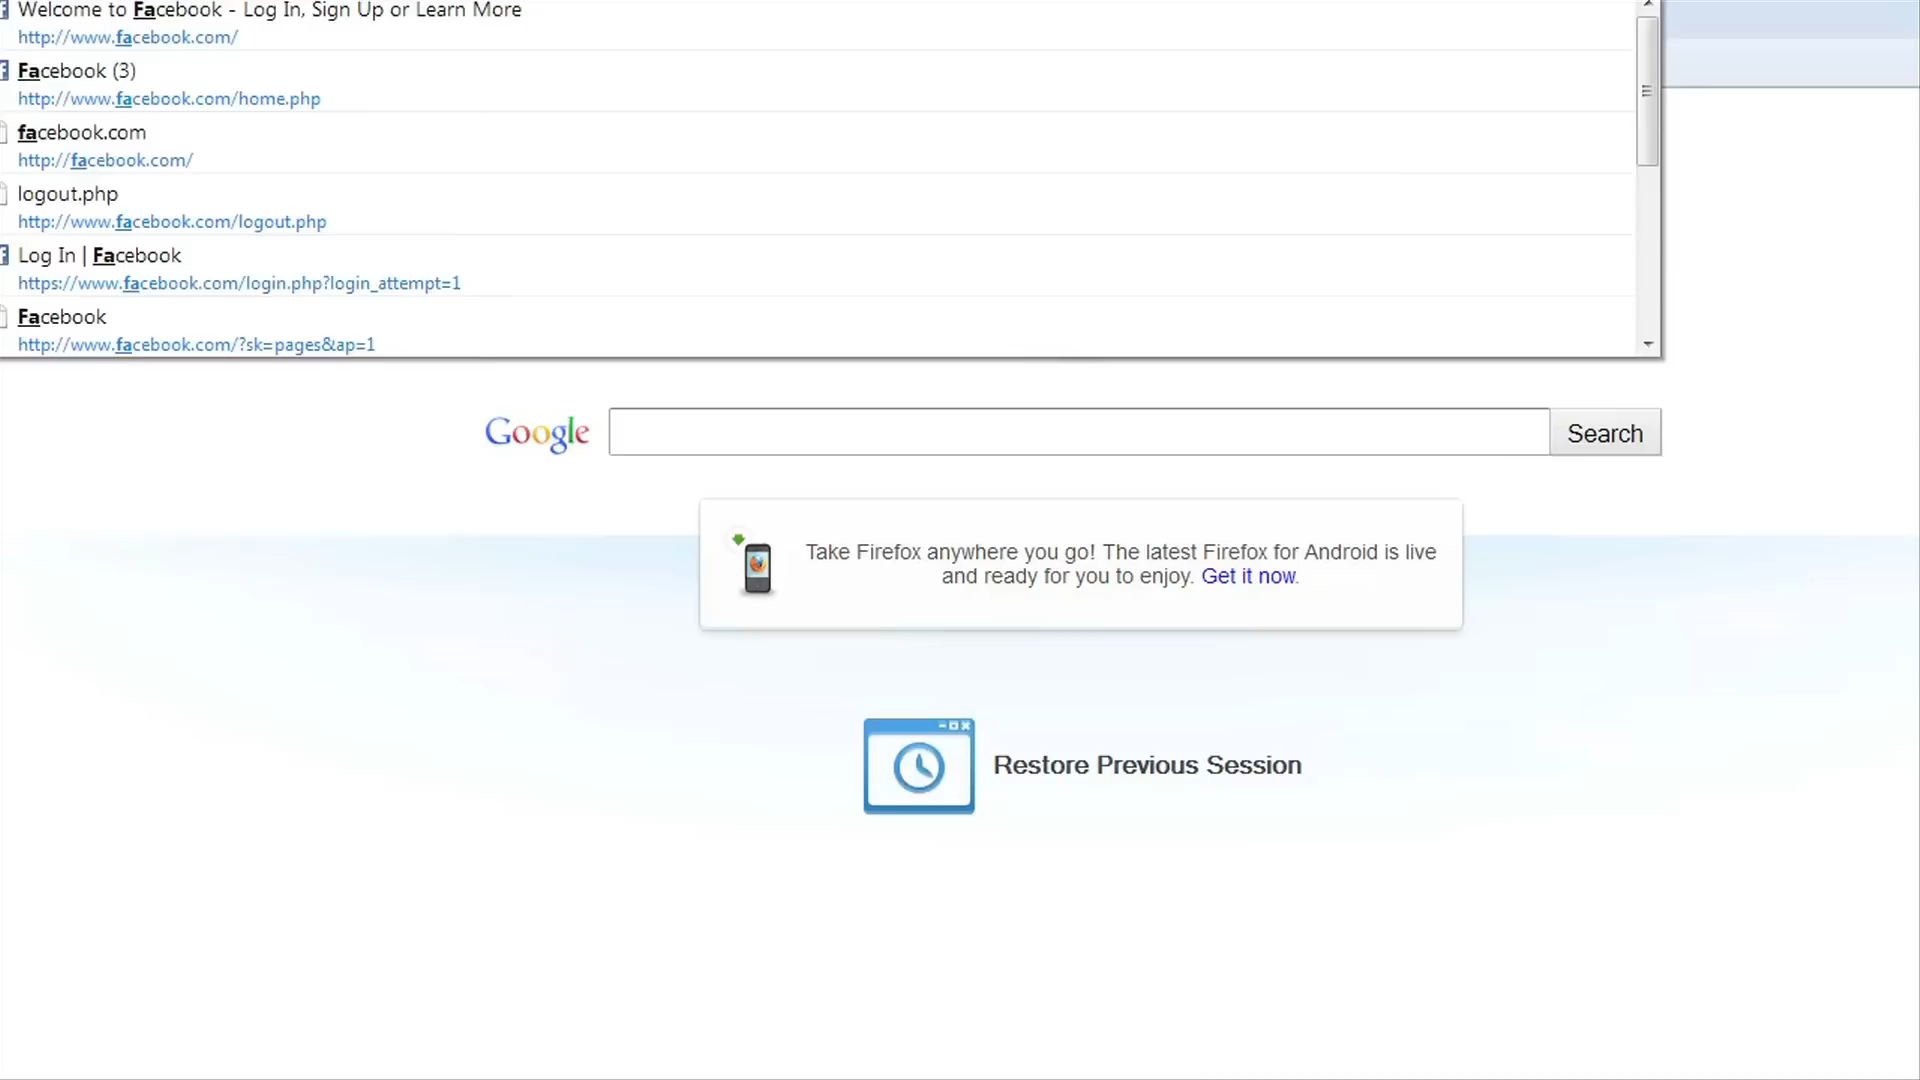 Welcome to Facebook - Log In, Sign Up or Learn More
http://www.facebook.com/
Facebook (3)
http://www.facebook.com/home.php
facebook.com
http://facebook.com/
logout.php
http://www.facebook.com/logout.php
Log In | Facebook
https://www.facebook.com/login.php?login_attempt=1
Facebook
http://www.facebook.com/?sk=pages&ap=1
Google
Search
Take Firefox anywhere you go! The latest Firefox for Android is live
and ready for you to enjoy. Get it now.
Restore Previous Session